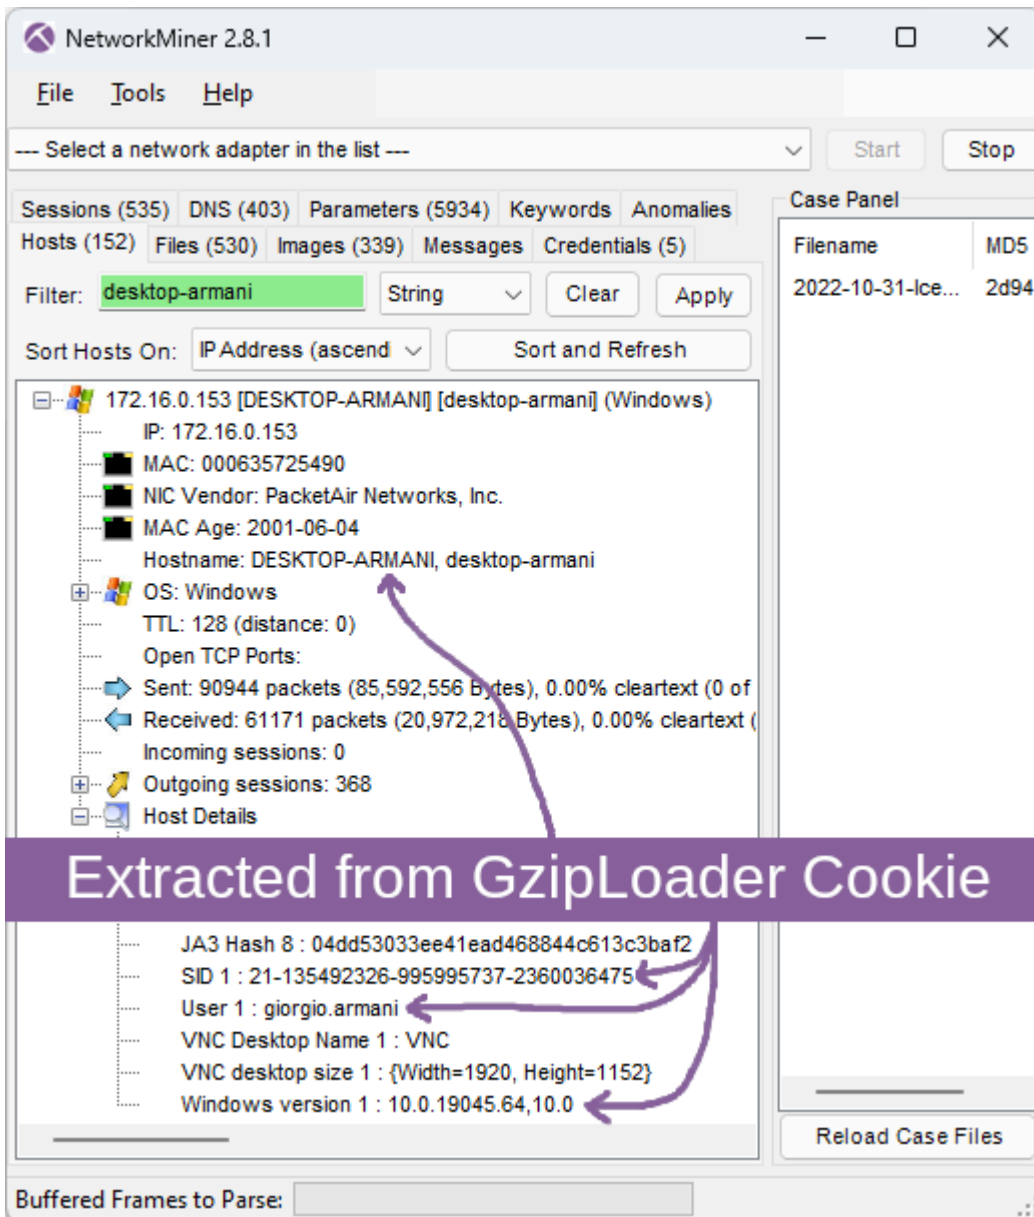 NetworkMiner 2.8.1
File Tools Help
--- Select a network adapter in the list ---
Start
Stop
Sessions (535) DNS (403) Parameters (5934) Keywords Anomalies
Hosts (152) Files (530) Images (339) Messages Credentials (5)
Filter: desktop-armani String Clear Apply
Sort Hosts On: IP Address (ascend Sort and Refresh
172.16.0.153 [DESKTOP-ARMANI] [desktop-armani] (Windows)
IP: 172.16.0.153
MAC: 000635725490
NIC Vendor: PacketAir Networks, Inc.
MAC Age: 2001-06-04
Hostname: DESKTOP-ARMANI, desktop-armani
OS: Windows
TTL: 128 (distance: 0)
Open TCP Ports:
Sent: 90944 packets (85,592,556 Bytes), 0.00% cleartext (0 of
Received: 61171 packets (20,972,218 Bytes), 0.00% cleartext (
Incoming sessions: 0
Outgoing sessions: 368
Host Details
Extracted from GzipLoader Cookie
JA3 Hash 8 : 04dd53033ee41ead468844c613c3baf2
SID 1 : 21-135492326-995995737-2360036475
User 1 : giorgio.armani
VNC Desktop Name 1 : VNC
VNC desktop size 1 : {Width=1920, Height=1152}
Windows version 1 : 10.0.19045.64,10.0
Case Panel
Filename MD5
2022-10-31-Ice... 2d94
Reload Case Files
Buffered Frames to Parse: